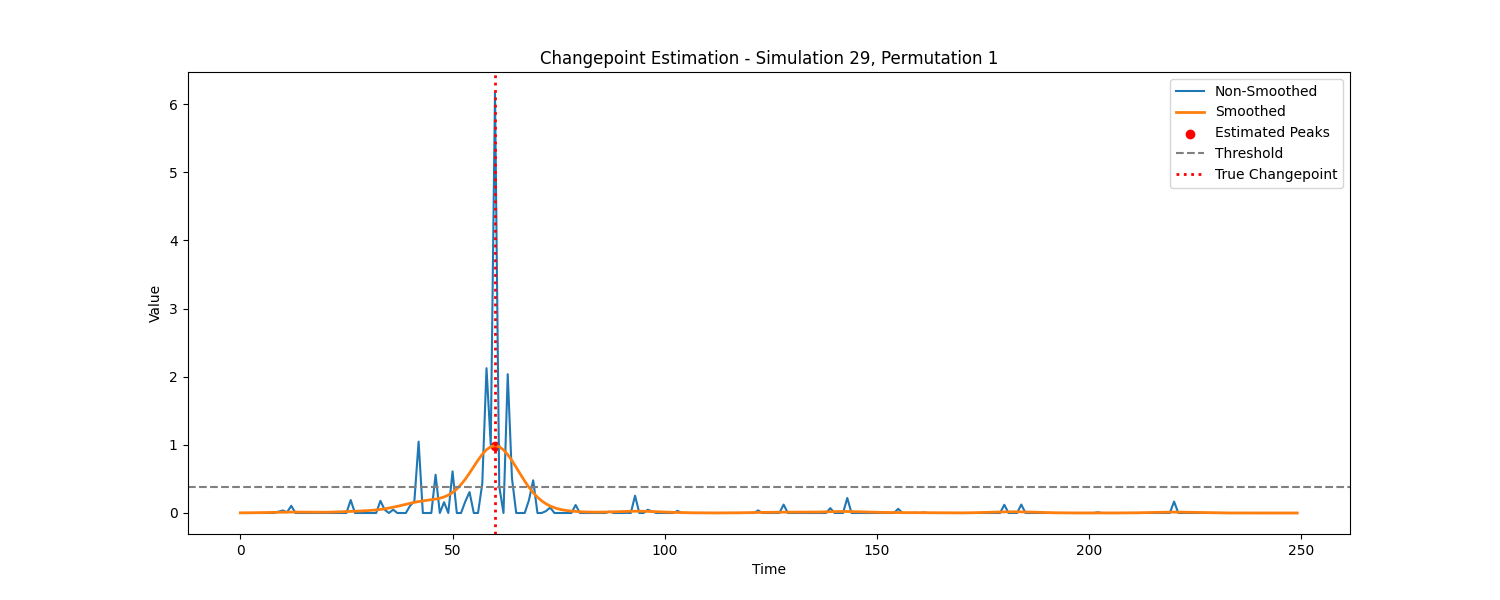 Changepoint Estimation - Simulation 29, Permutation 1
Non-Smoothed
Smoothed
Estimated Peaks
Threshold
True Changepoint
Value
6
5
4
3
2
1
0
0 50 100 150 200 250
Time